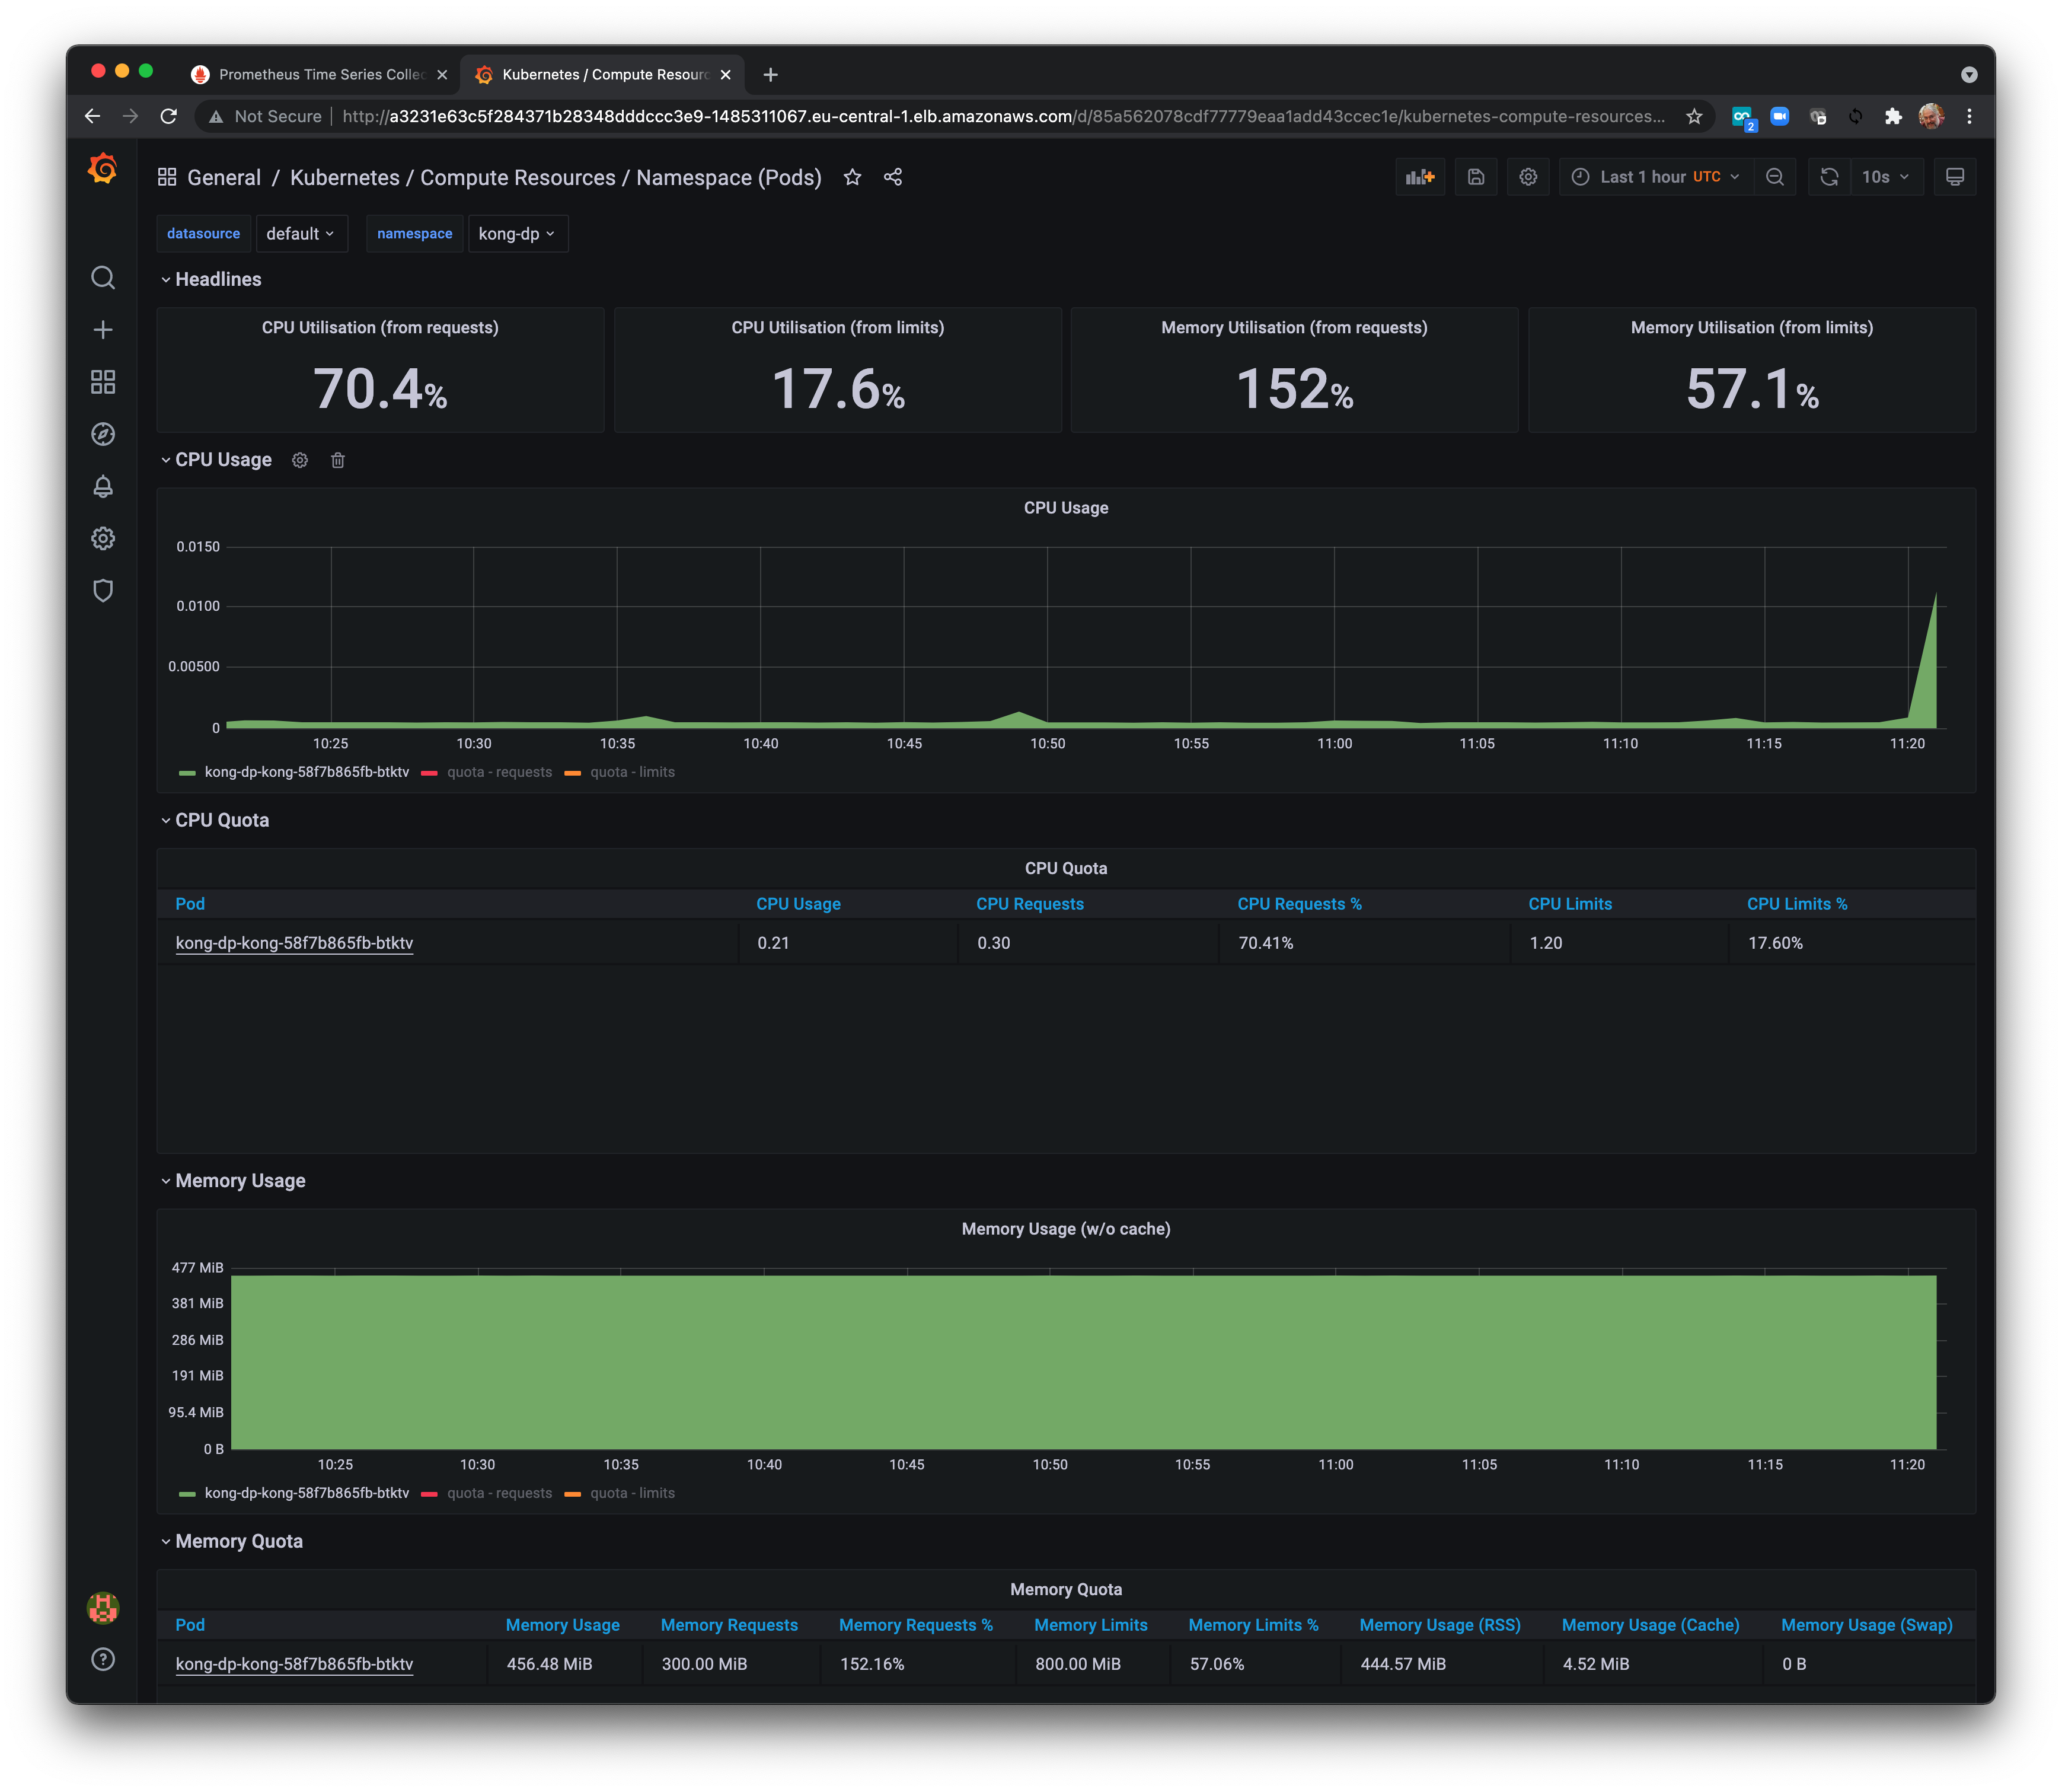 Prometheus Time Series Collec
Kubernetes / Compute Resourc
Not Secure http://a3231e63c5f284371b28348dddccc3e9-1485311067.eu-central-1.elb.amazonaws.com/d/85a562078cdf77779eaa1add43ccec1e/kubernetes-compute-resources... 2
General / Kubernetes / Compute Resources / Namespace (Pods) Last 1 hour UTC 10s
datasource default namespace kong-dp
Headlines
CPU Utilisation (from requests) CPU Utilisation (from limits) Memory Utilisation (from requests) Memory Utilisation (from limits)
70.4% 17.6% 152% 57.1%
CPU Usage
CPU Usage
0.0150
0.0100
0.00500
0
10:25 10:30 10:35 10:40 10:45 10:50 10:55 11:00 11:05 11:10 11:15 11:20
kong-dp-kong-58f7b865fb-btktv quota - requests quota - limits
CPU Quota
CPU Quota
Pod CPU Usage CPU Requests CPU Requests % CPU Limits CPU Limits %
kong-dp-kong-58f7b865fb-btktv 0.21 0.30 70.41% 1.20 17.60%
Memory Usage
Memory Usage (w/o cache)
477 MiB
381 MiB
286 MiB
191 MiB
95.4 MiB
0 B
10:25 10:30 10:35 10:40 10:45 10:50 10:55 11:00 11:05 11:10 11:15 11:20
kong-dp-kong-58f7b865fb-btktv quota - requests quota - limits
Memory Quota
Memory Quota
Pod Memory Usage Memory Requests Memory Requests % Memory Limits Memory Limits % Memory Usage (RSS) Memory Usage (Cache) Memory Usage (Swap)
kong-dp-kong-58f7b865fb-btktv 456.48 MiB 300.00 MiB 152.16% 800.00 MiB 57.06% 444.57 MiB 4.52 MiB 0 B